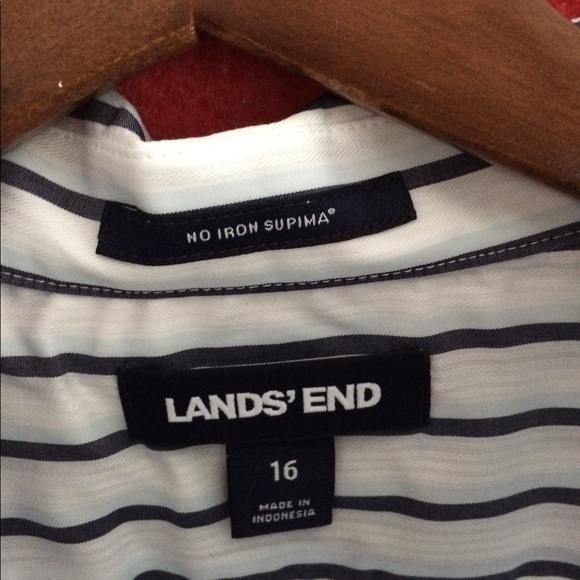 NO IRON SUPIMA®
LANDS' END
16
MADE IN
INDONESIA